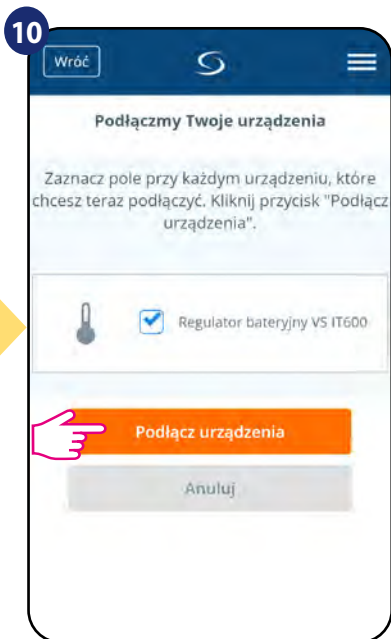 10
Wróć
Podłączmy Twoje urządzenia
Zaznacz pole przy każdym urządzeniu, które
chcesz teraz podłączyć. Kliknij przycisk "Podłącz
urządzenia".
Regulator bateryjny VS IT600
Podłącz urządzenia
Anuluj